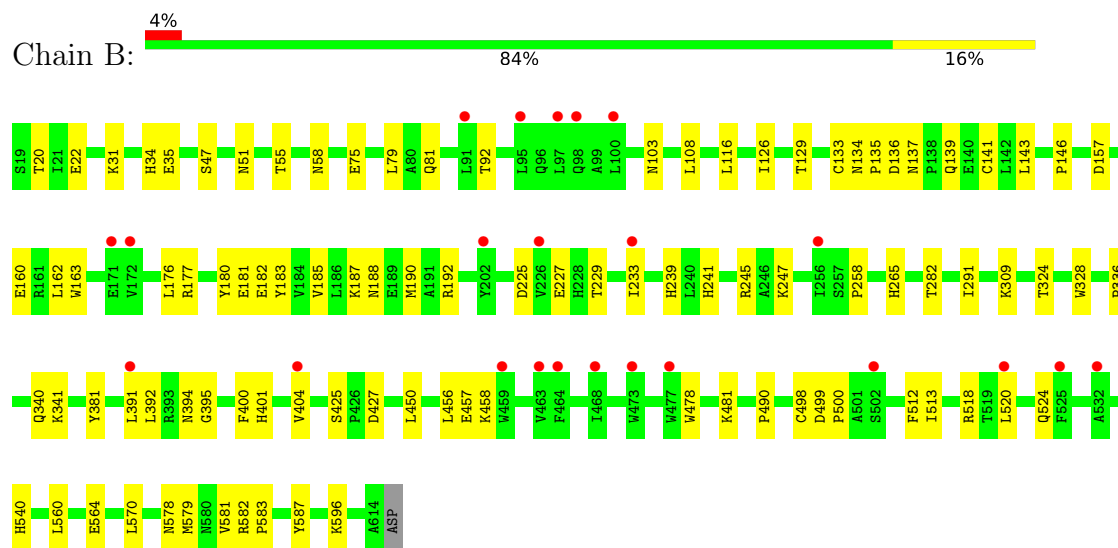 4%
Chain B:
84% 16%
S19 T20 I21 E22 K31 H34 E35 S47 N51 T55 N58 E75 L79 A80 Q81 L91 T92 L95 Q96 L97 Q98 A99 L100 N103 L108 L116 I126 T129 C133 N134 P135 D136 N137 P138 Q139 E140 C141 L142 L143 P146 D157
E160 R161 L162 W163 E171 V172 L176 R177 Y180 E181 E182 Y183 V184 V185 L186 K187 N188 E189 M190 A191 R192 Y202 D225 V226 E227 H228 T229 I233 H239 L240 H241 R245 A246 K247 I256 S257 P258 H265 T282 I291 K309 T324 W328 P336
Q340 K341 Y381 L391 L392 R393 N394 G395 F400 H401 V404 S425 P426 D427 L450 L456 E457 K458 W459 V463 F464 I468 W473 W477 W478 K481 P490 C498 D499 P500 A501 S502 F512 I513 R518 T519 L520 Q524 F525 A532
H540 L560 E564 L570 N578 M579 N580 V581 R582 P583 Y587 K596 A614 ASP